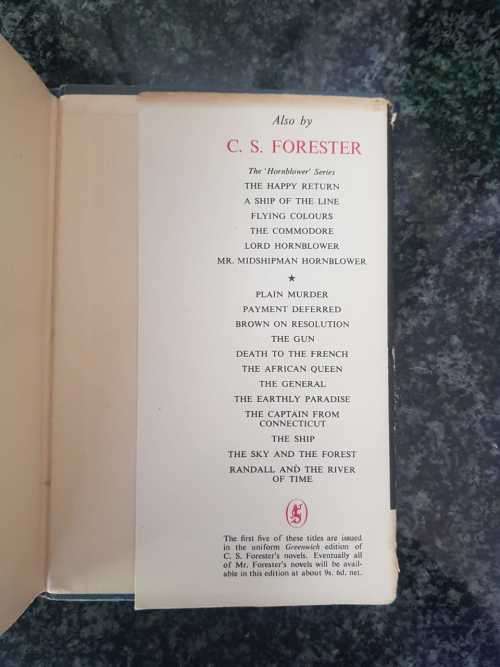 Also by
C. S. FORESTER
The 'Hornblower' Series
THE HAPPY RETURN
A SHIP OF THE LINE
FLYING COLOURS
THE COMMODORE
LORD HORNBLOWER
MR. MIDSHIPMAN HORNBLOWER
★
PLAIN MURDER
PAYMENT DEFERRED
BROWN ON RESOLUTION
THE GUN
DEATH TO THE FRENCH
THE AFRICAN QUEEN
THE GENERAL
THE EARTHLY PARADISE
THE CAPTAIN FROM
CONNECTICUT
THE SHIP
THE SKY AND THE FOREST
RANDALL AND THE RIVER
OF TIME
The first five of these titles are issued
in the uniform Greenwich edition of
C. S. Forester's novels. Eventually all
of Mr. Forester's novels will be avail-
able in this edition at about 9s. 6d. net.